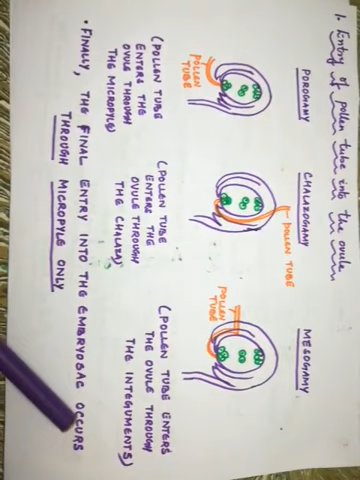 1. Entry of pollen tube into the ovule
POROGAMY
CHALAZOGAMY
MESOGAMY
POLLEN
TUBE
POLLEN TUBE
POLLEN
TUBE
(POLLEN TUBE
ENTERS THE
OVULE THROUGH
THE MICROPYLE)
(POLLEN TUBE
ENTERS THE
OVULE THROUGH
THE CHALAZA)
(POLLEN TUBE ENTERS
THE OVULE THROUGH
THE INTEGUMENTS)
• FINALLY, THE FINAL ENTRY INTO THE EMBRYOSAC OCCURS
THROUGH MICROPYLE ONLY